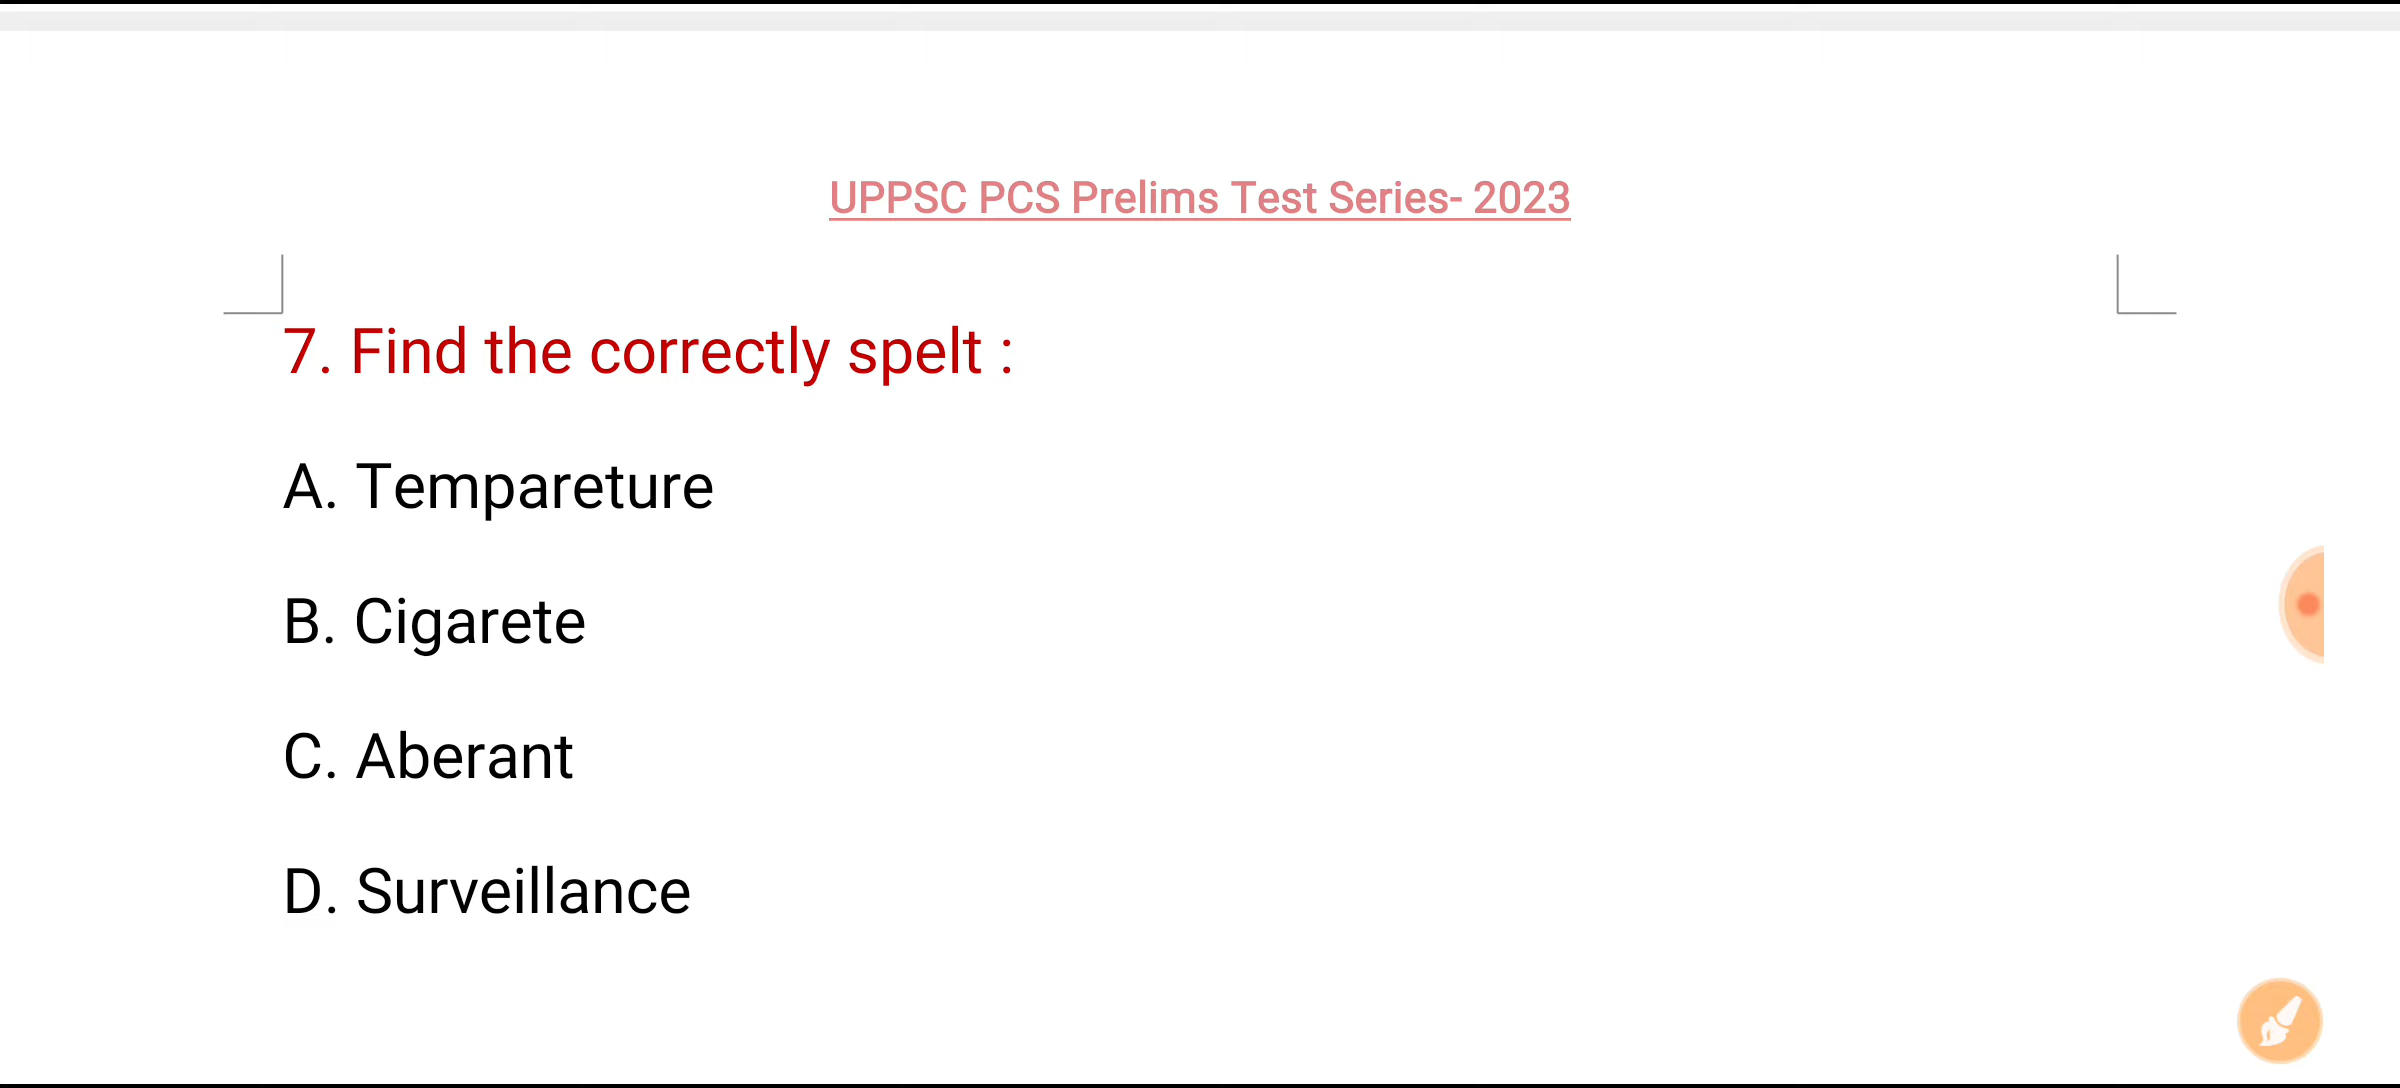 UPPSC PCS Prelims Test Series- 2023
7. Find the correctly spelt :
A. Tempareture
B. Cigarete
C. Aberant
D. Surveillance